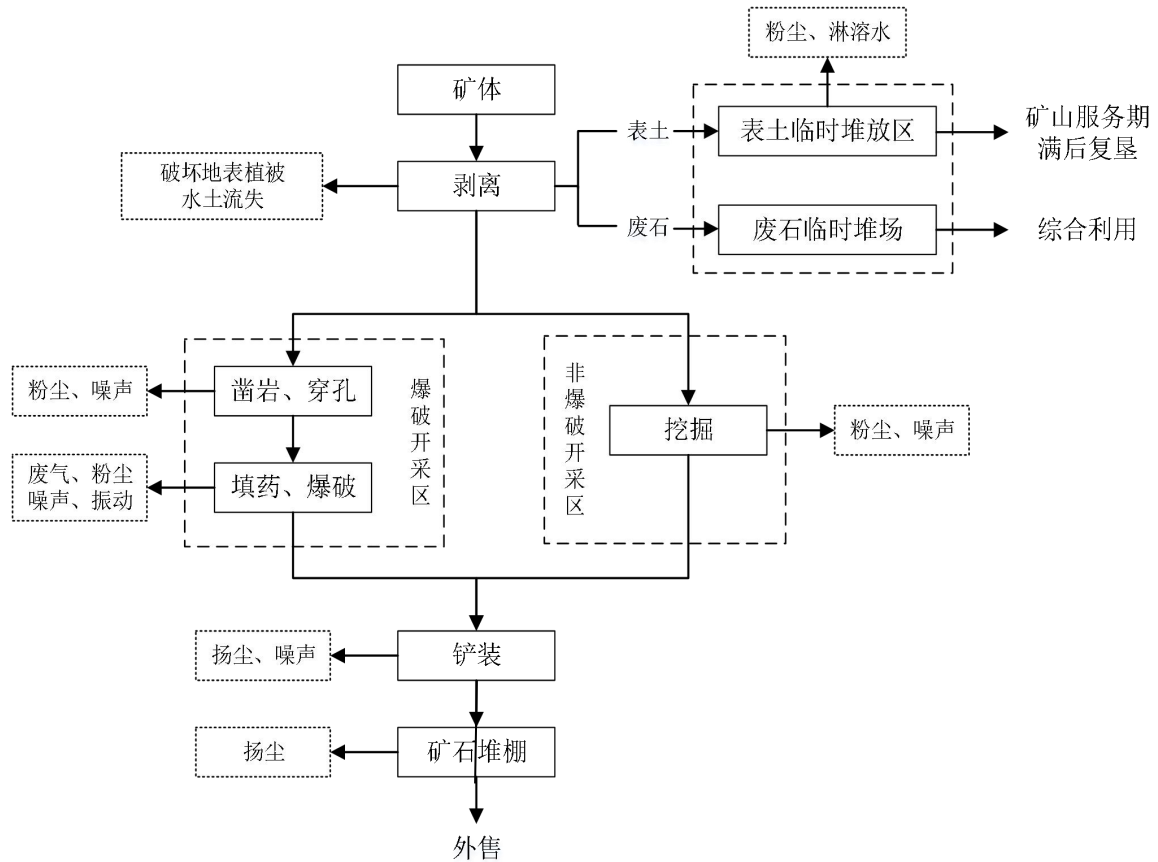 粉尘、淋溶水
矿体
表土
表土临时堆放区
矿山服务期
满后复垦
破坏地表植被
水土流失
剥离
废石
废石临时堆场
综合利用
粉尘、噪声
凿岩、穿孔
爆破开采区
非爆破开采区
挖掘
粉尘、噪声
废气、粉尘
噪声、振动
填药、爆破
扬尘、噪声
铲装
扬尘
矿石堆棚
外售